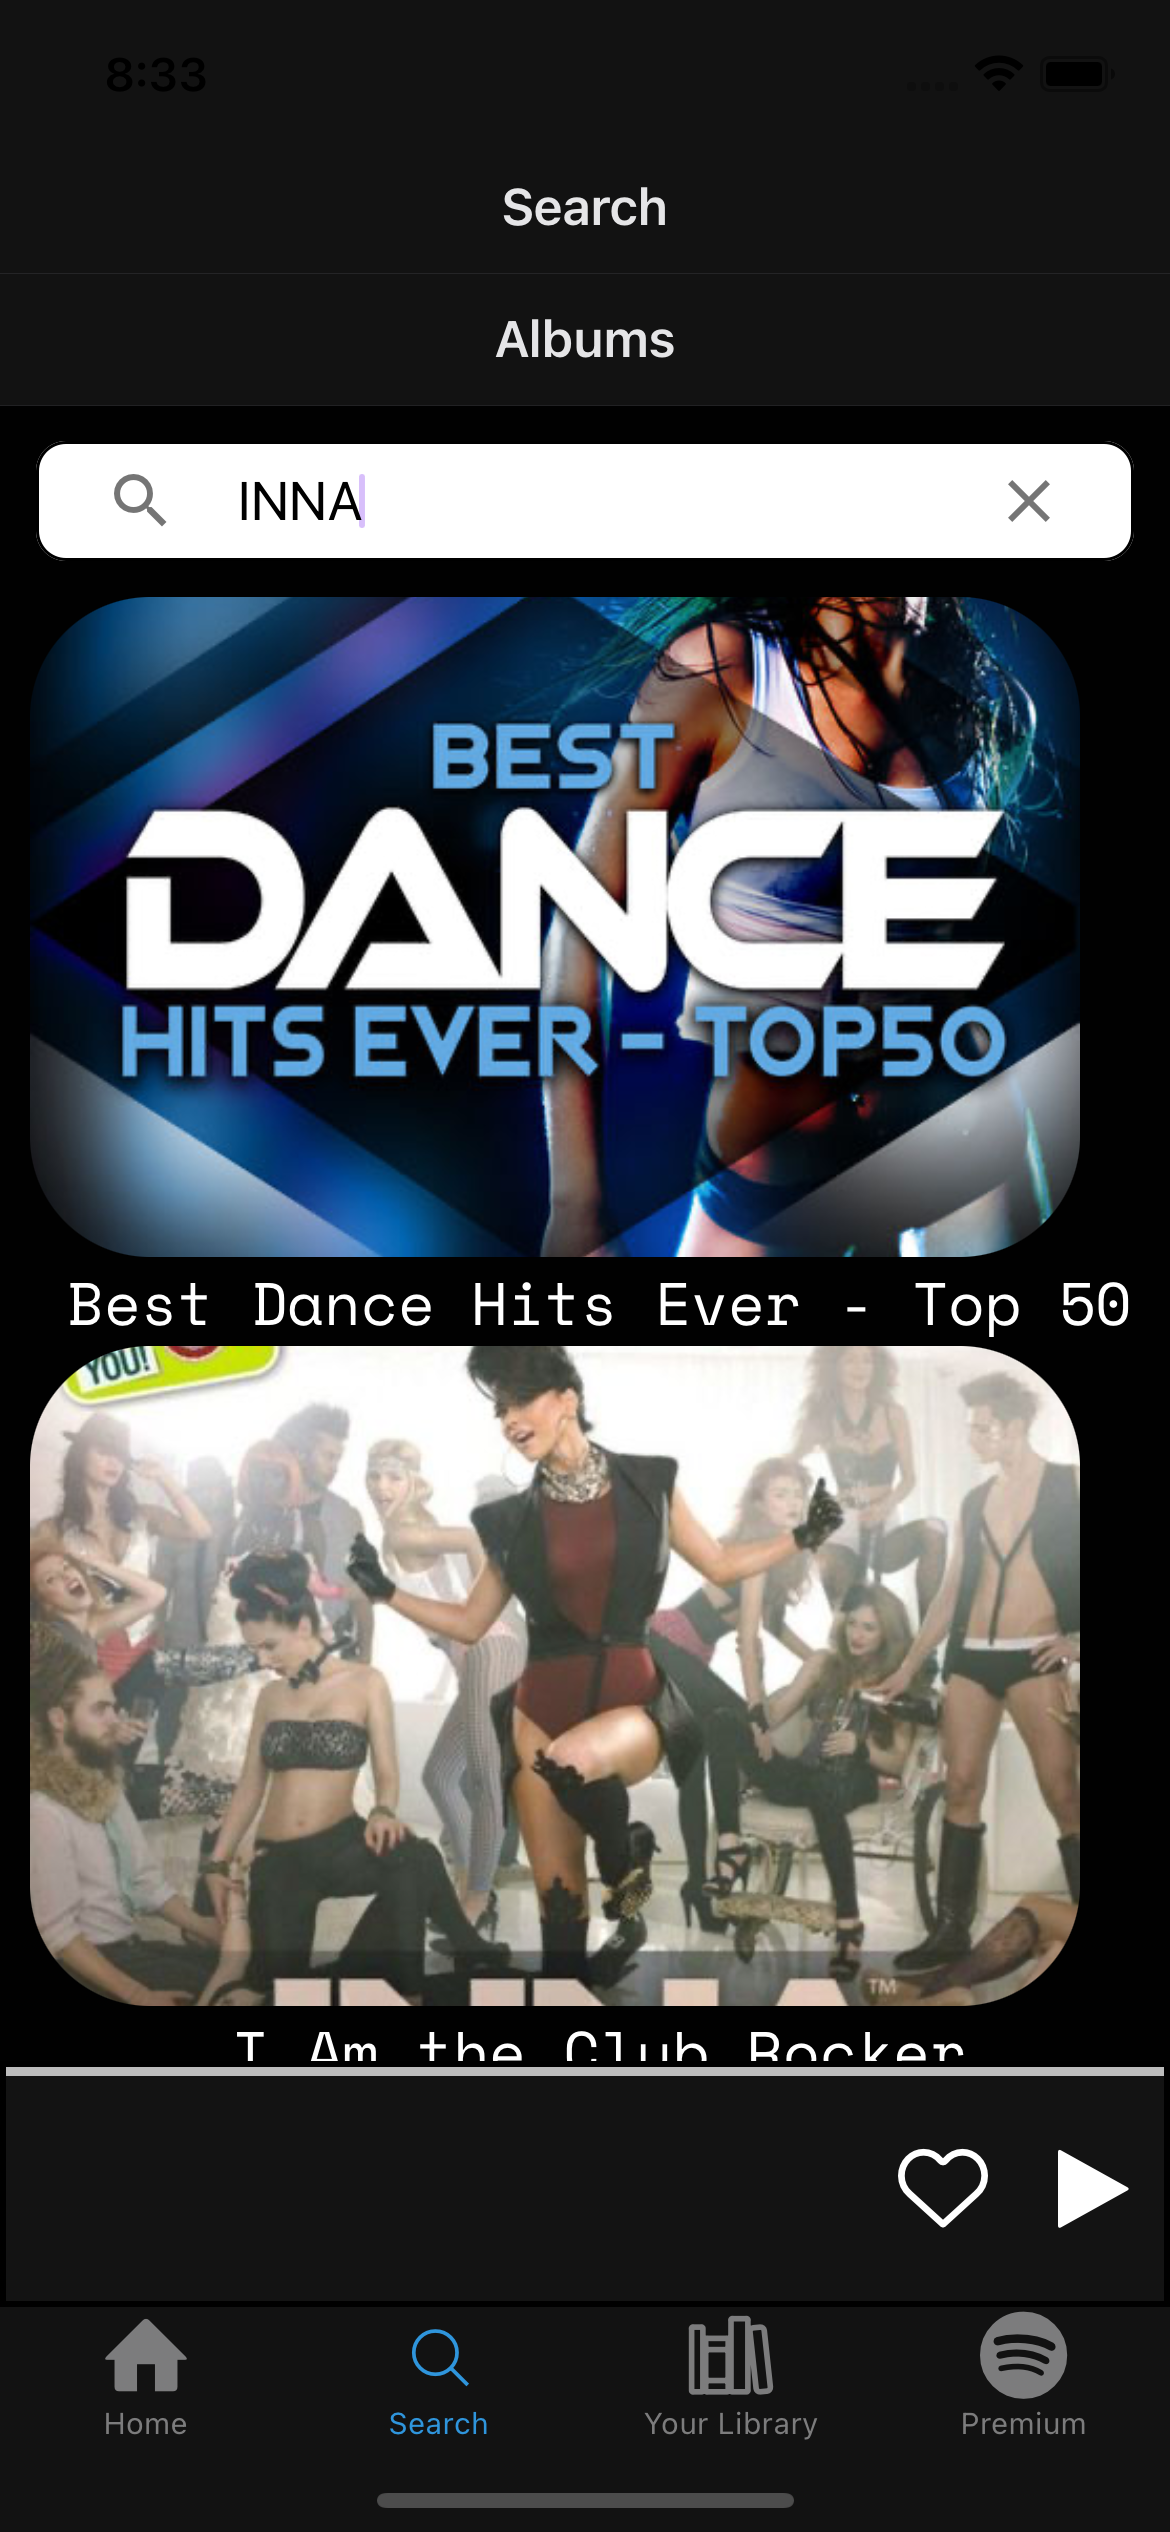 8:33
Search
Albums
INNA
BEST
DANCE
HITS EVER - TOP50
Best Dance Hits Ever - Top 50
YOU!
INNA™
I Am the Club Rocker
Home
Search
Your Library
Premium